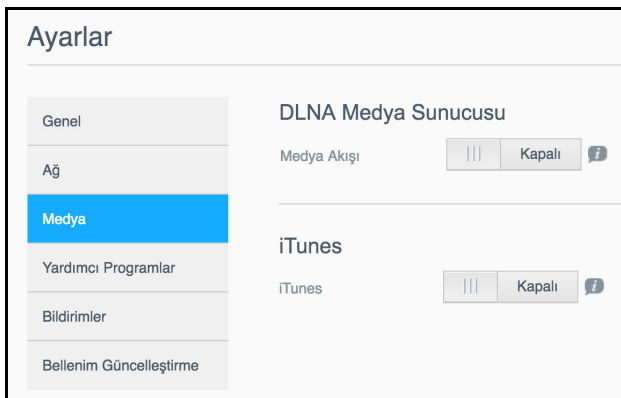 Ayarlar
Genel
Ağ
Medya
Yardımcı Programlar
Bildirimler
Bellenim Güncelleştirme
DLNA Medya Sunucusu
Medya Akışı
Kapalı
iTunes
iTunes
Kapalı